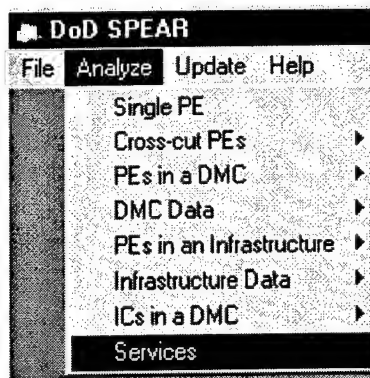 DoD SPEAR
File Analyze Update Help
Single PE
Cross-cut PEs
PEs in a DMC
DMC Data
PEs in an Infrastructure
Infrastructure Data
ICs in a DMC
Services